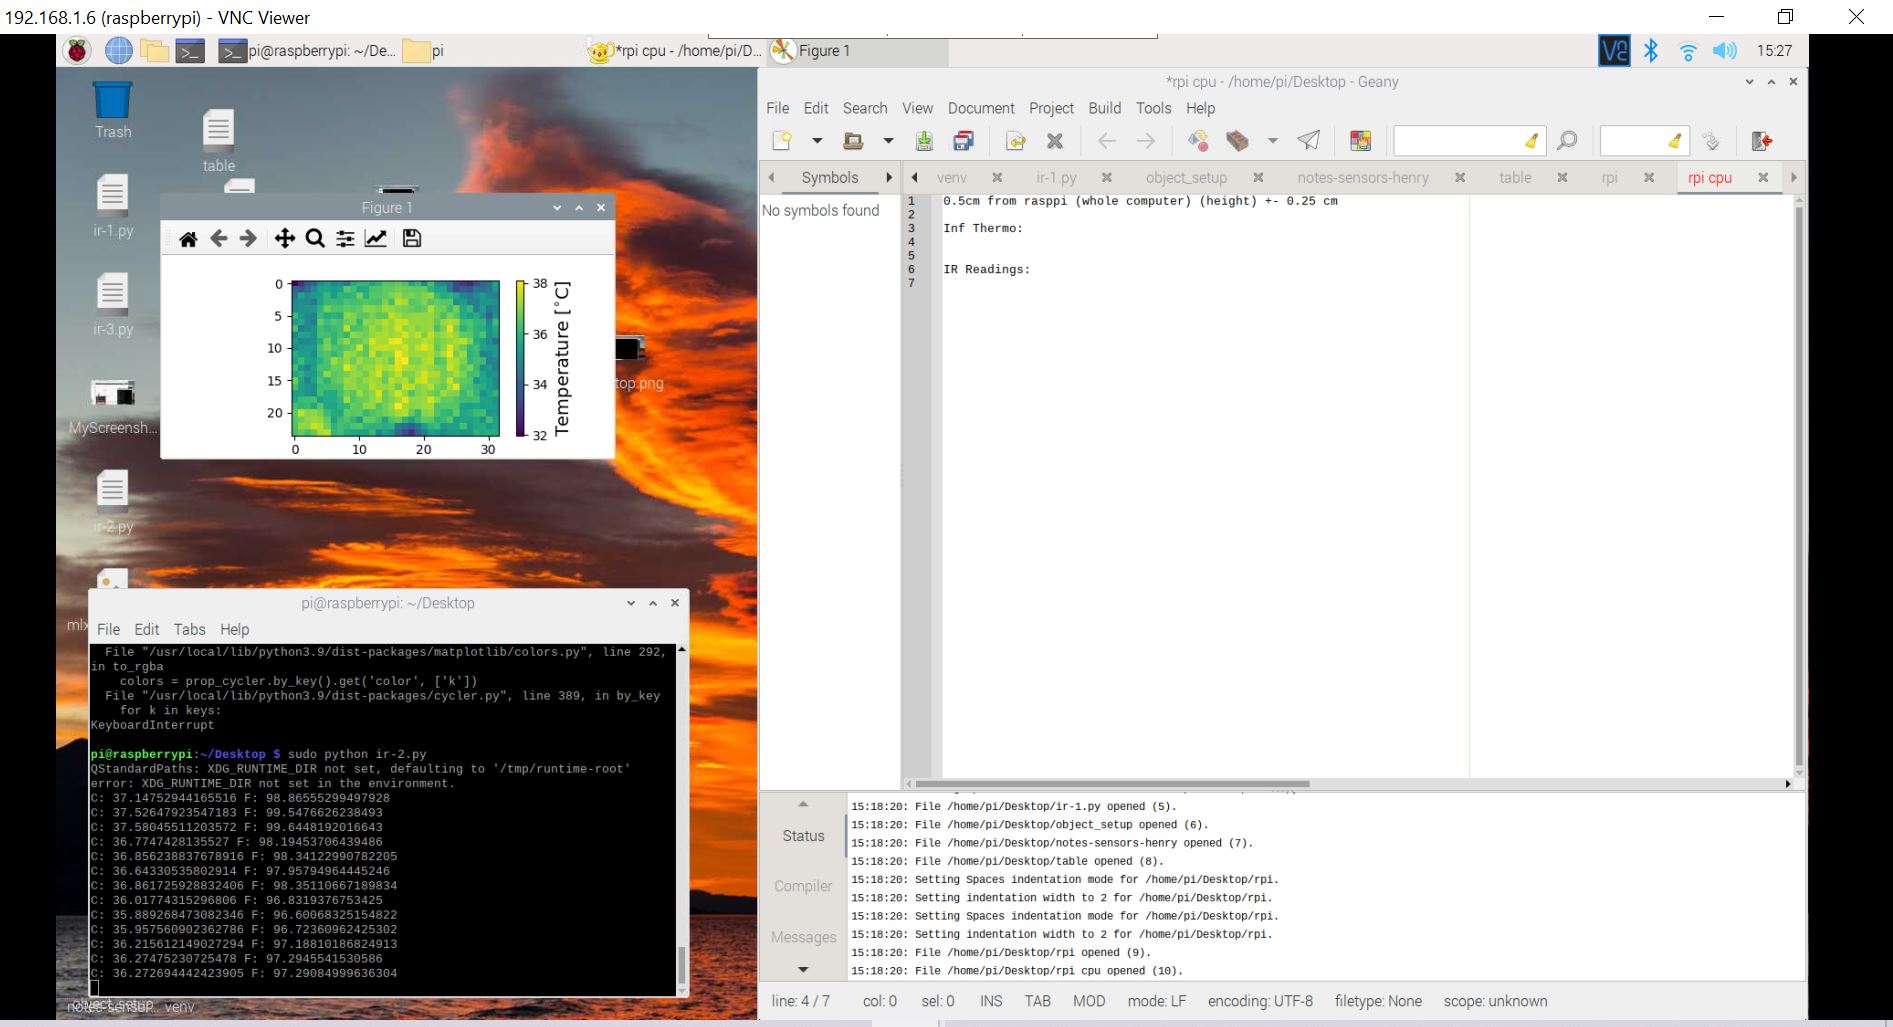 192.168.1.6 (raspberrypi) - VNC Viewer
pi@raspberrypi: ~/De... pi *rpi cpu - /home/pi/D... Figure 1 15:27
Trash
table
ir-1.py
ir-3.py
MyScreensh...
ir-2.py
top.png
Figure 1
0
5
10
15
20
0 10 20 30
38
36
34
32
Temperature [°C]
pi@raspberrypi: ~/Desktop
File Edit Tabs Help
File "/usr/local/lib/python3.9/dist-packages/matplotlib/colors.py", line 292,
in to_rgba
colors = prop_cycler.by_key().get('color', ['k'])
File "/usr/local/lib/python3.9/dist-packages/cycler.py", line 389, in by_key
for k in keys:
KeyboardInterrupt
pi@raspberrypi:~/Desktop $ sudo python ir-2.py
QStandardPaths: XDG_RUNTIME_DIR not set, defaulting to '/tmp/runtime-root'
error: XDG_RUNTIME_DIR not set in the environment.
C: 37.14752944165516 F: 98.86555299497928
C: 37.52647923547183 F: 99.5476626238493
C: 37.58045511203572 F: 99.6448192016643
C: 36.7747428135527 F: 98.19453706439486
C: 36.856238837678916 F: 98.34122990782205
C: 36.64330535802914 F: 97.95794964445246
C: 36.861725928832406 F: 98.35110667189834
C: 36.01774315296806 F: 96.8319376753425
C: 35.889268473082346 F: 96.60068325154822
C: 35.957560902362786 F: 96.72360962425302
C: 36.215612149027294 F: 97.18810186824913
C: 36.27475230725478 F: 97.2945541530586
C: 36.272694442423905 F: 97.29084999636304
venv
*rpi cpu - /home/pi/Desktop - Geany
File Edit Search View Document Project Build Tools Help
Symbols
No symbols found
venv ir-1.py object_setup notes-sensors-henry table rpi rpi cpu
1 0.5cm from rasppi (whole computer) (height) +- 0.25 cm
2
3 Inf Thermo:
4
5
6 IR Readings:
7
Status
Compiler
Messages
15:18:20: File /home/pi/Desktop/ir-1.py opened (5).
15:18:20: File /home/pi/Desktop/object_setup opened (6).
15:18:20: File /home/pi/Desktop/notes-sensors-henry opened (7).
15:18:20: File /home/pi/Desktop/table opened (8).
15:18:20: Setting Spaces indentation mode for /home/pi/Desktop/rpi.
15:18:20: Setting indentation width to 2 for /home/pi/Desktop/rpi.
15:18:20: Setting Spaces indentation mode for /home/pi/Desktop/rpi.
15:18:20: Setting indentation width to 2 for /home/pi/Desktop/rpi.
15:18:20: File /home/pi/Desktop/rpi opened (9).
15:18:20: File /home/pi/Desktop/rpi cpu opened (10).
line: 4 / 7 col: 0 sel: 0 INS TAB MOD mode: LF encoding: UTF-8 filetype: None scope: unknown